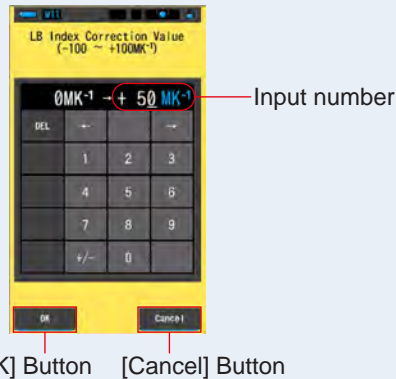 LB Index Correction Value
(-100 ~ +100MK⁻¹)
0MK⁻¹ → + 50 MK⁻¹
Input number
DEL ← →
1 2 3
4 5 6
7 8 9
+/- 0
OK Cancel
K] Button [Cancel] Button